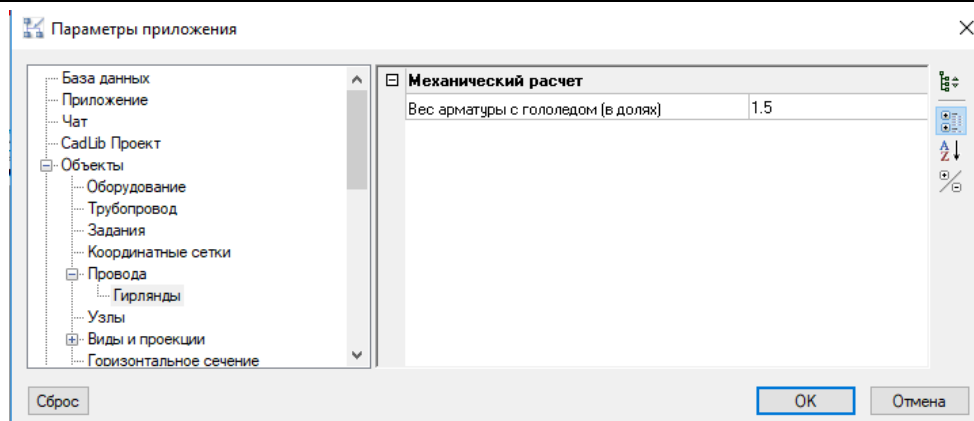 Параметры приложения
База данных
Приложение
Чат
CadLib Проект
Объекты
Оборудование
Трубопровод
Задания
Координатные сетки
Провода
Гирлянды
Узлы
Виды и проекции
Горизонтальное сечение
Механический расчет
Вес арматуры с гололедом (в долях) 1.5
Сброс
OK
Отмена